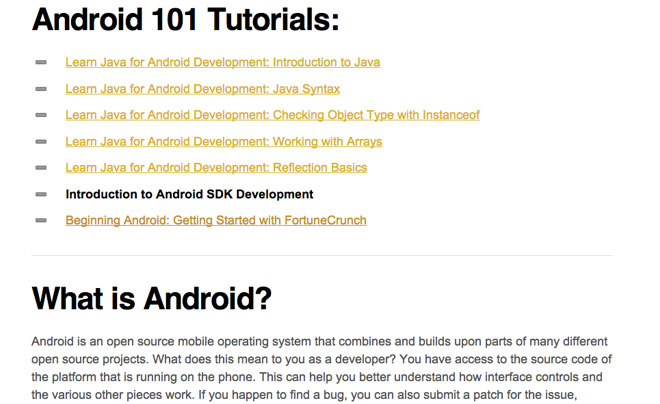 Android 101 Tutorials:
Learn Java for Android Development: Introduction to Java
Learn Java for Android Development: Java Syntax
Learn Java for Android Development: Checking Object Type with Instanceof
Learn Java for Android Development: Working with Arrays
Learn Java for Android Development: Reflection Basics
Introduction to Android SDK Development
Beginning Android: Getting Started with FortuneCrunch
What is Android?
Android is an open source mobile operating system that combines and builds upon parts of many different
open source projects. What does this mean to you as a developer? You have access to the source code of
the platform that is running on the phone. This can help you better understand how interface controls and
the various other pieces work. If you happen to find a bug, you can also submit a patch for the issue,